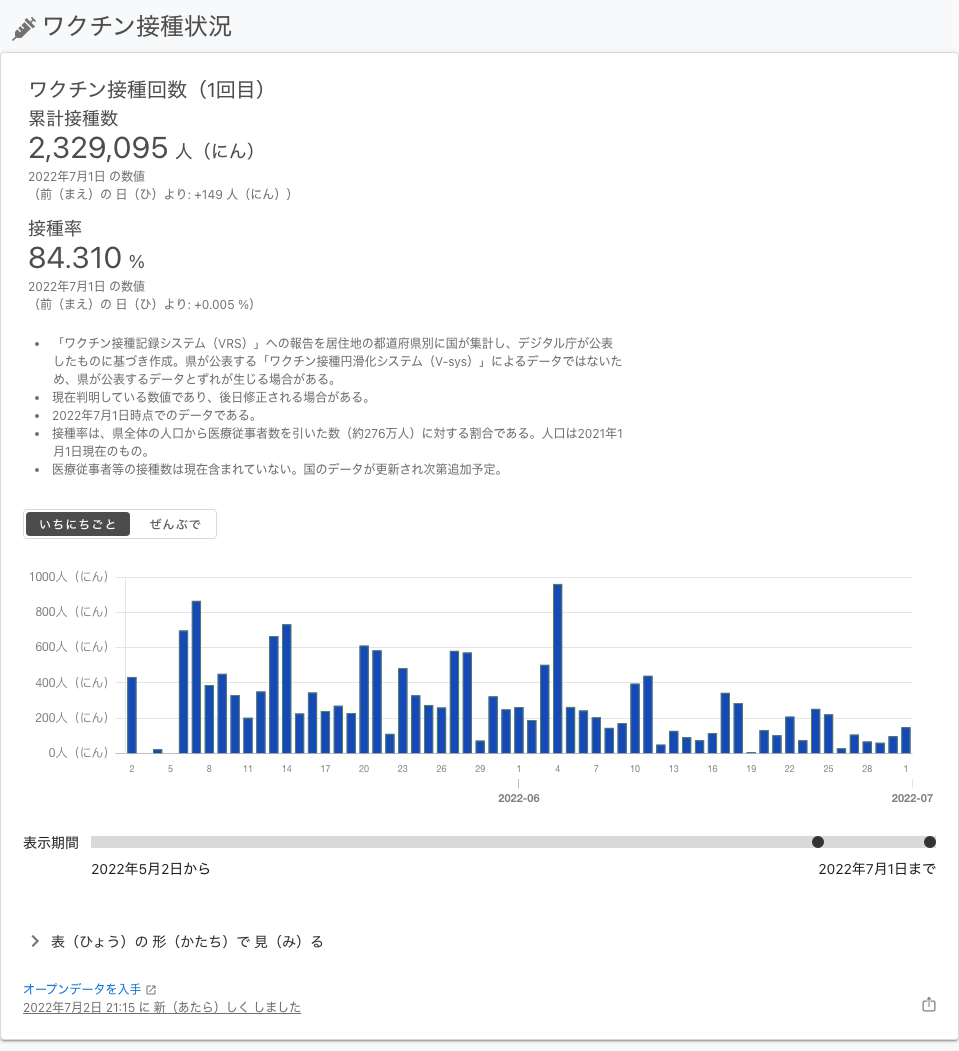 ワクチン接種状況
ワクチン接種回数（1回目）
累計接種数
2,329,095 人（にん）
2022年7月1日 の数値
（前（まえ）の 日（ひ）より: +149 人（にん））
接種率
84.310 %
2022年7月1日 の数値
（前（まえ）の 日（ひ）より: +0.005 %）
• 「ワクチン接種記録システム（VRS）」への報告を居住地の都道府県別に国が集計し、デジタル庁が公表
したものに基づき作成。県が公表する「ワクチン接種円滑化システム（V-sys）」によるデータではないた
め、県が公表するデータとずれが生じる場合がある。
• 現在判明している数値であり、後日修正される場合がある。
• 2022年7月1日時点でのデータである。
• 接種率は、県全体の人口から医療従事者数を引いた数（約276万人）に対する割合である。人口は2021年1
月1日現在のもの。
• 医療従事者等の接種数は現在含まれていない。国のデータが更新され次第追加予定。
いちにちごと ぜんぶで
1000人（にん）
800人（にん）
600人（にん）
400人（にん）
200人（にん）
0人（にん）
2 5 8 11 14 17 20 23 26 29 1 4 7 10 13 16 19 22 25 28 1
2022-06 2022-07
表示期間
2022年5月2日から 2022年7月1日まで
表（ひょう）の 形（かたち）で 見（み）る
オープンデータを入手
2022年7月2日 21:15 に 新（あたら）しく しました